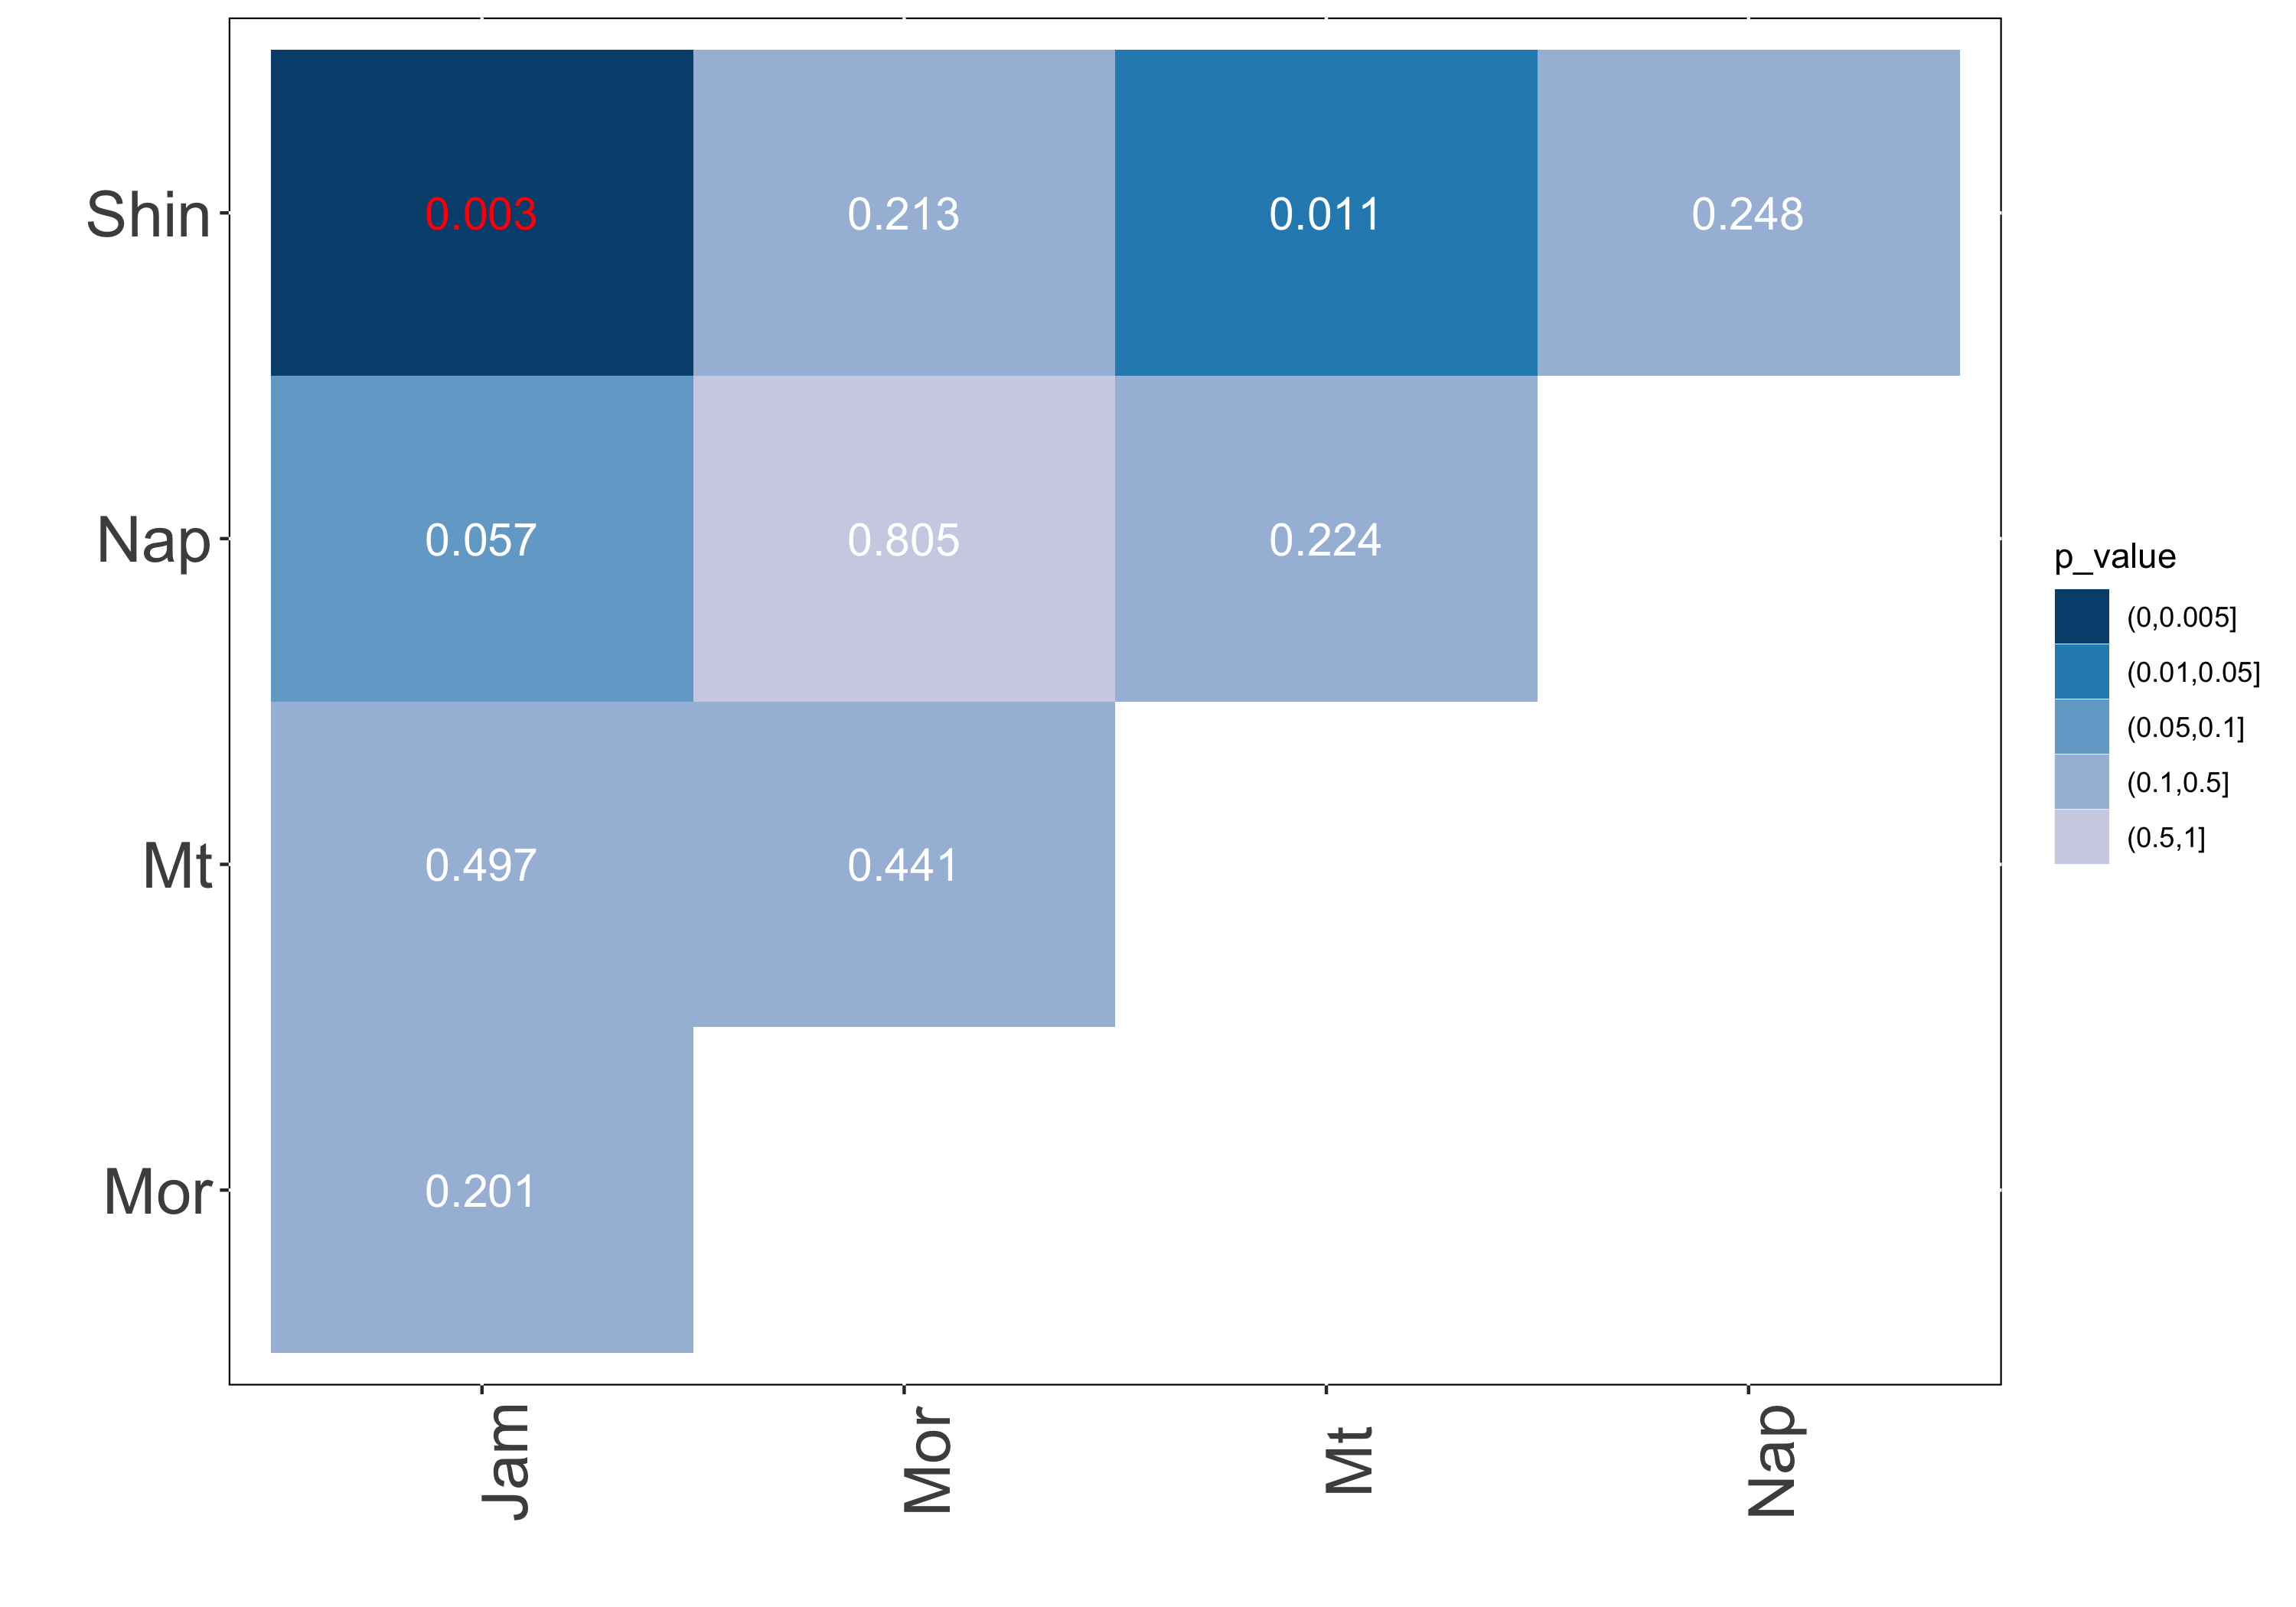 Shin 0.003 0.213 0.011 0.248
Nap 0.057 0.805 0.224
Mt 0.497 0.441
Mor 0.201
Jam Mor Mt Nap
p_value
(0,0.005]
(0.01,0.05]
(0.05,0.1]
(0.1,0.5]
(0.5,1]